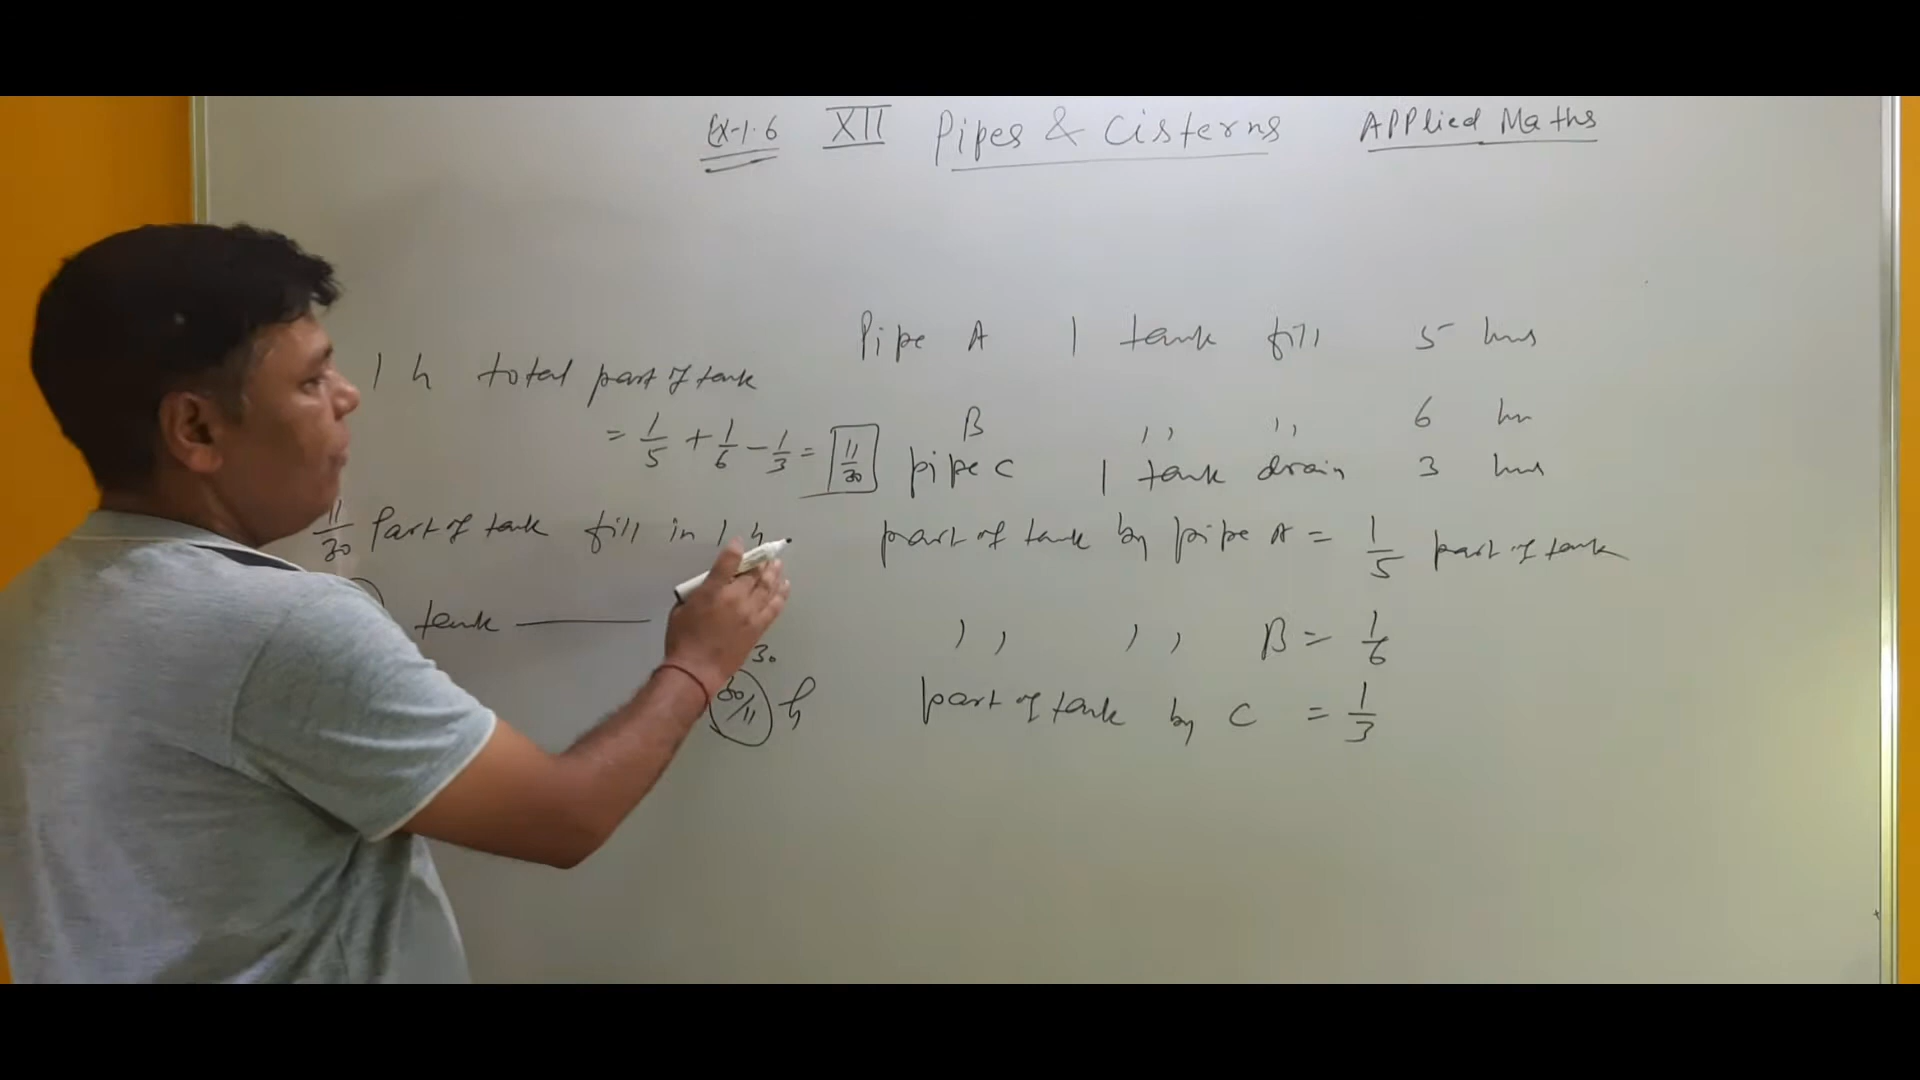 Ex-1.6 XII Pipes & Cisterns Applied Maths
Pipe A 1 tank fill 5 hrs
B ,, ,, 6 hr
pipe C 1 tank drain 3 hrs
part of tank by pipe A = 1/5 part of tank
,, ,, B = 1/6
part of tank by C = 1/3
1 h total part of tank
= 1/5 + 1/6 - 1/3 = 11/30
11/30 Part of tank fill in 1 h.
tank
30
30/11 h